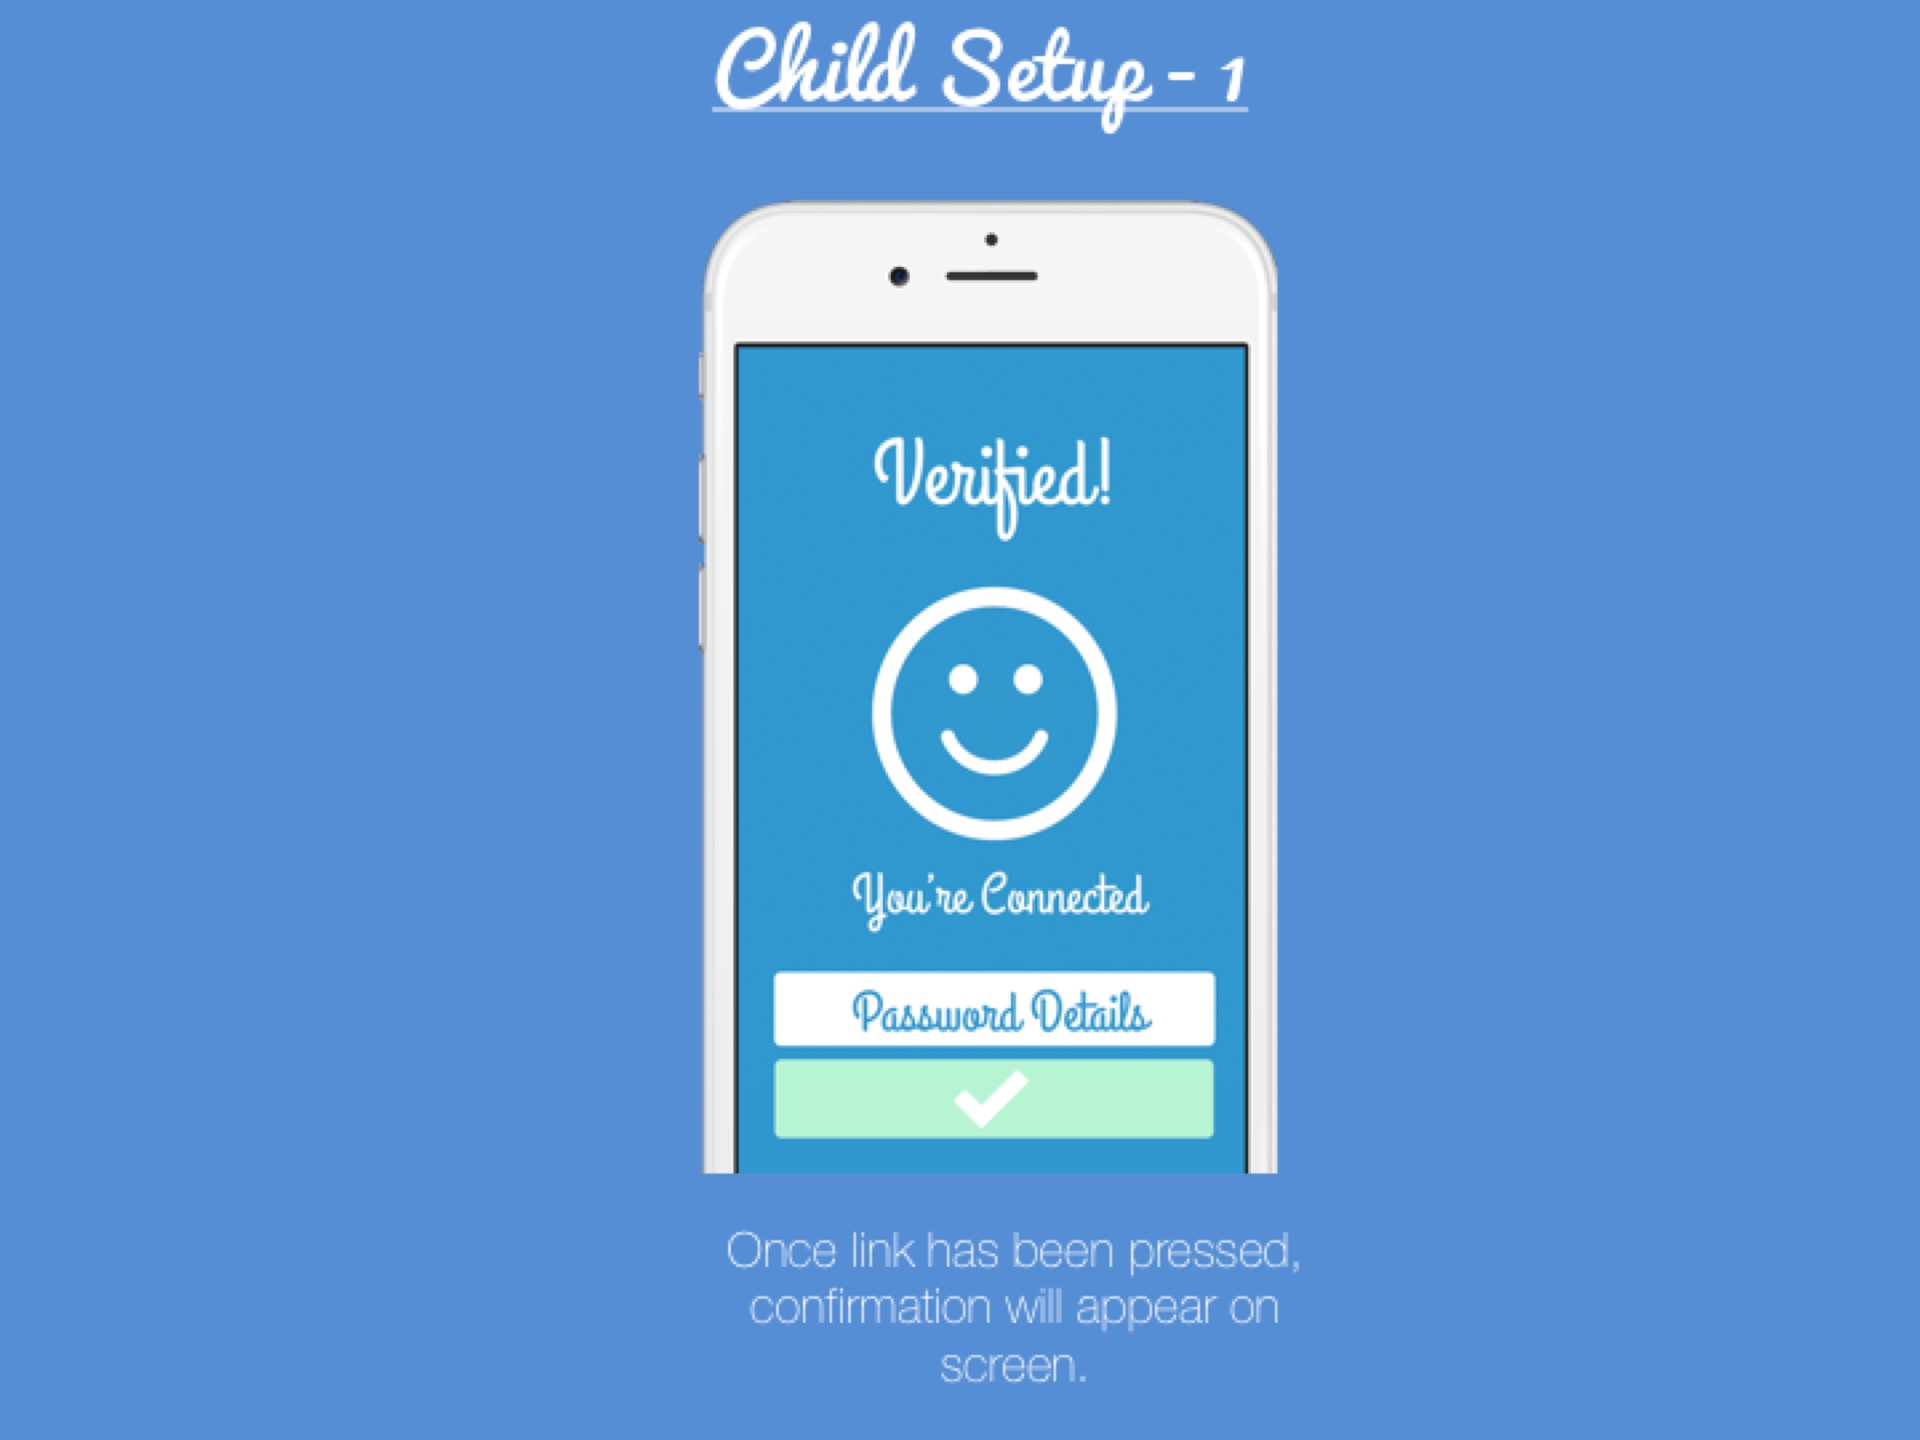 Child Setup - 1
Verified!
You're Connected
Password Details
Once link has been pressed,
confirmation will appear on
screen.